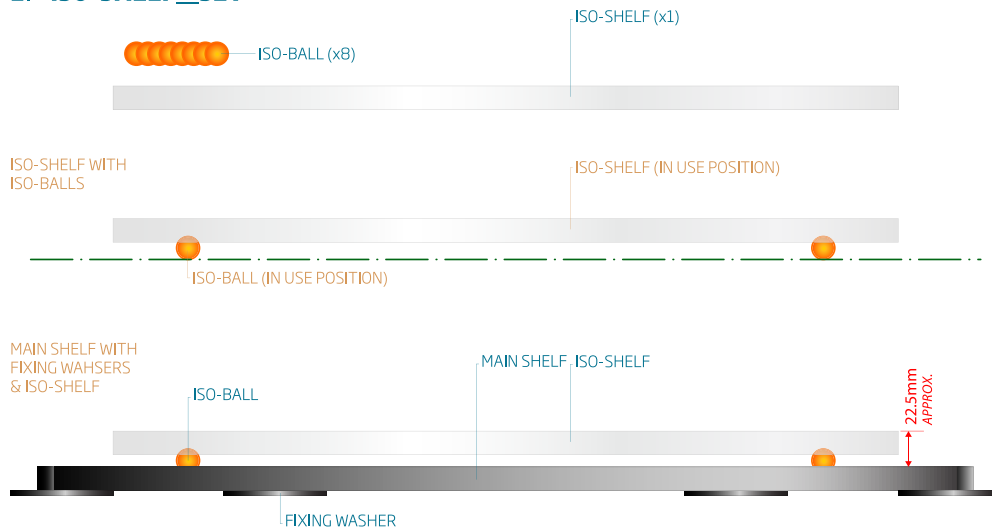 ISO-SHELF (x1)
ISO-BALL (x8)
ISO-SHELF WITH
ISO-BALLS
ISO-SHELF (IN USE POSITION)
ISO-BALL (IN USE POSITION)
MAIN SHELF WITH
FIXING WAHSERS
& ISO-SHELF
MAIN SHELF
ISO-SHELF
ISO-BALL
22.5mm
APPROX.
FIXING WASHER